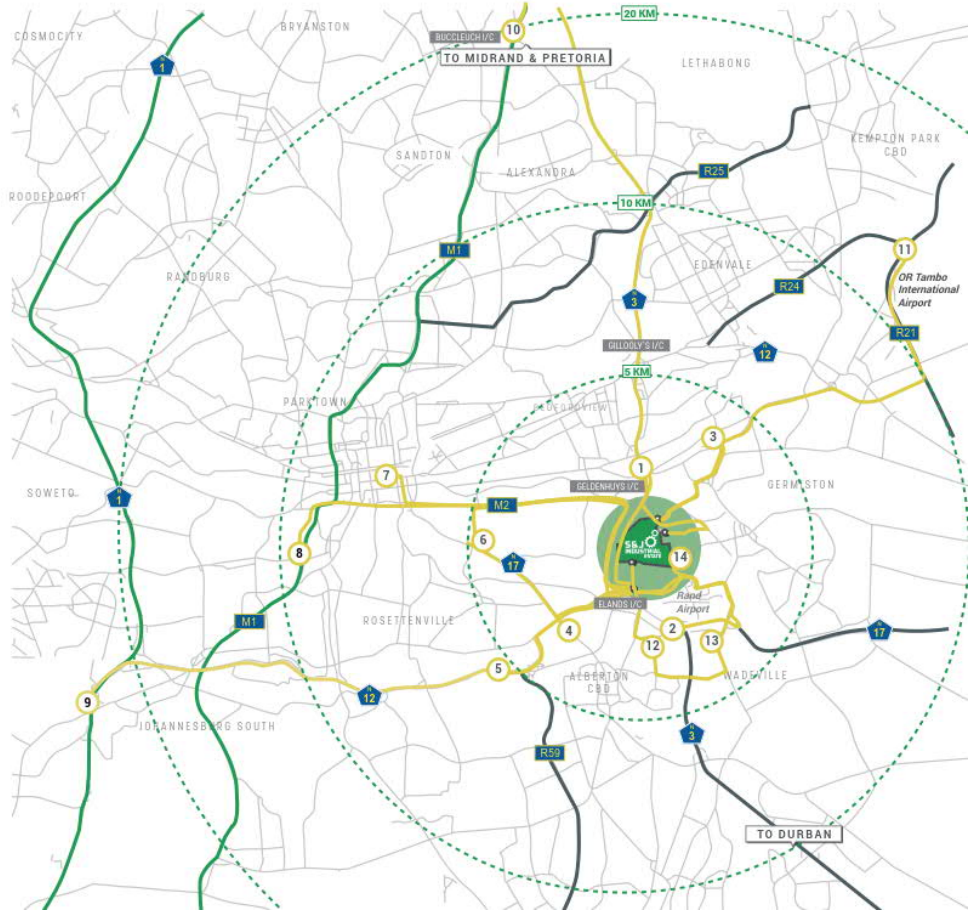 20 KM
COSMOCITY
BRYANSTON
10
BUCCLEUCH I/C
TO MIDRAND & PRETORIA
N
1
LETHABONG
KEMPTON PARK
CBD
SANDTON
ALEXANDRA
R25
ROODEPOORT
10 KM
M1
11
EDENVALE
RANDBURG
OR Tambo
International
Airport
R24
N
3
R21
GILLOOLY'S I/C
N
12
5 KM
PARKTOWN
BEDFORDVIEW
3
1
7
GELDENHUYS I/C
GERMISTON
SOWETO
N
1
M2
6
S&J
INDUSTRIAL
ESTATE
8
14
N
17
Rand
Airport
ELANDS I/C
M1
ROSETTENVILLE
4
2
13
N
17
12
5
ALBERTON
CBD
WADEVILLE
N
12
9
JOHANNESBURG SOUTH
N
3
R59
TO DURBAN